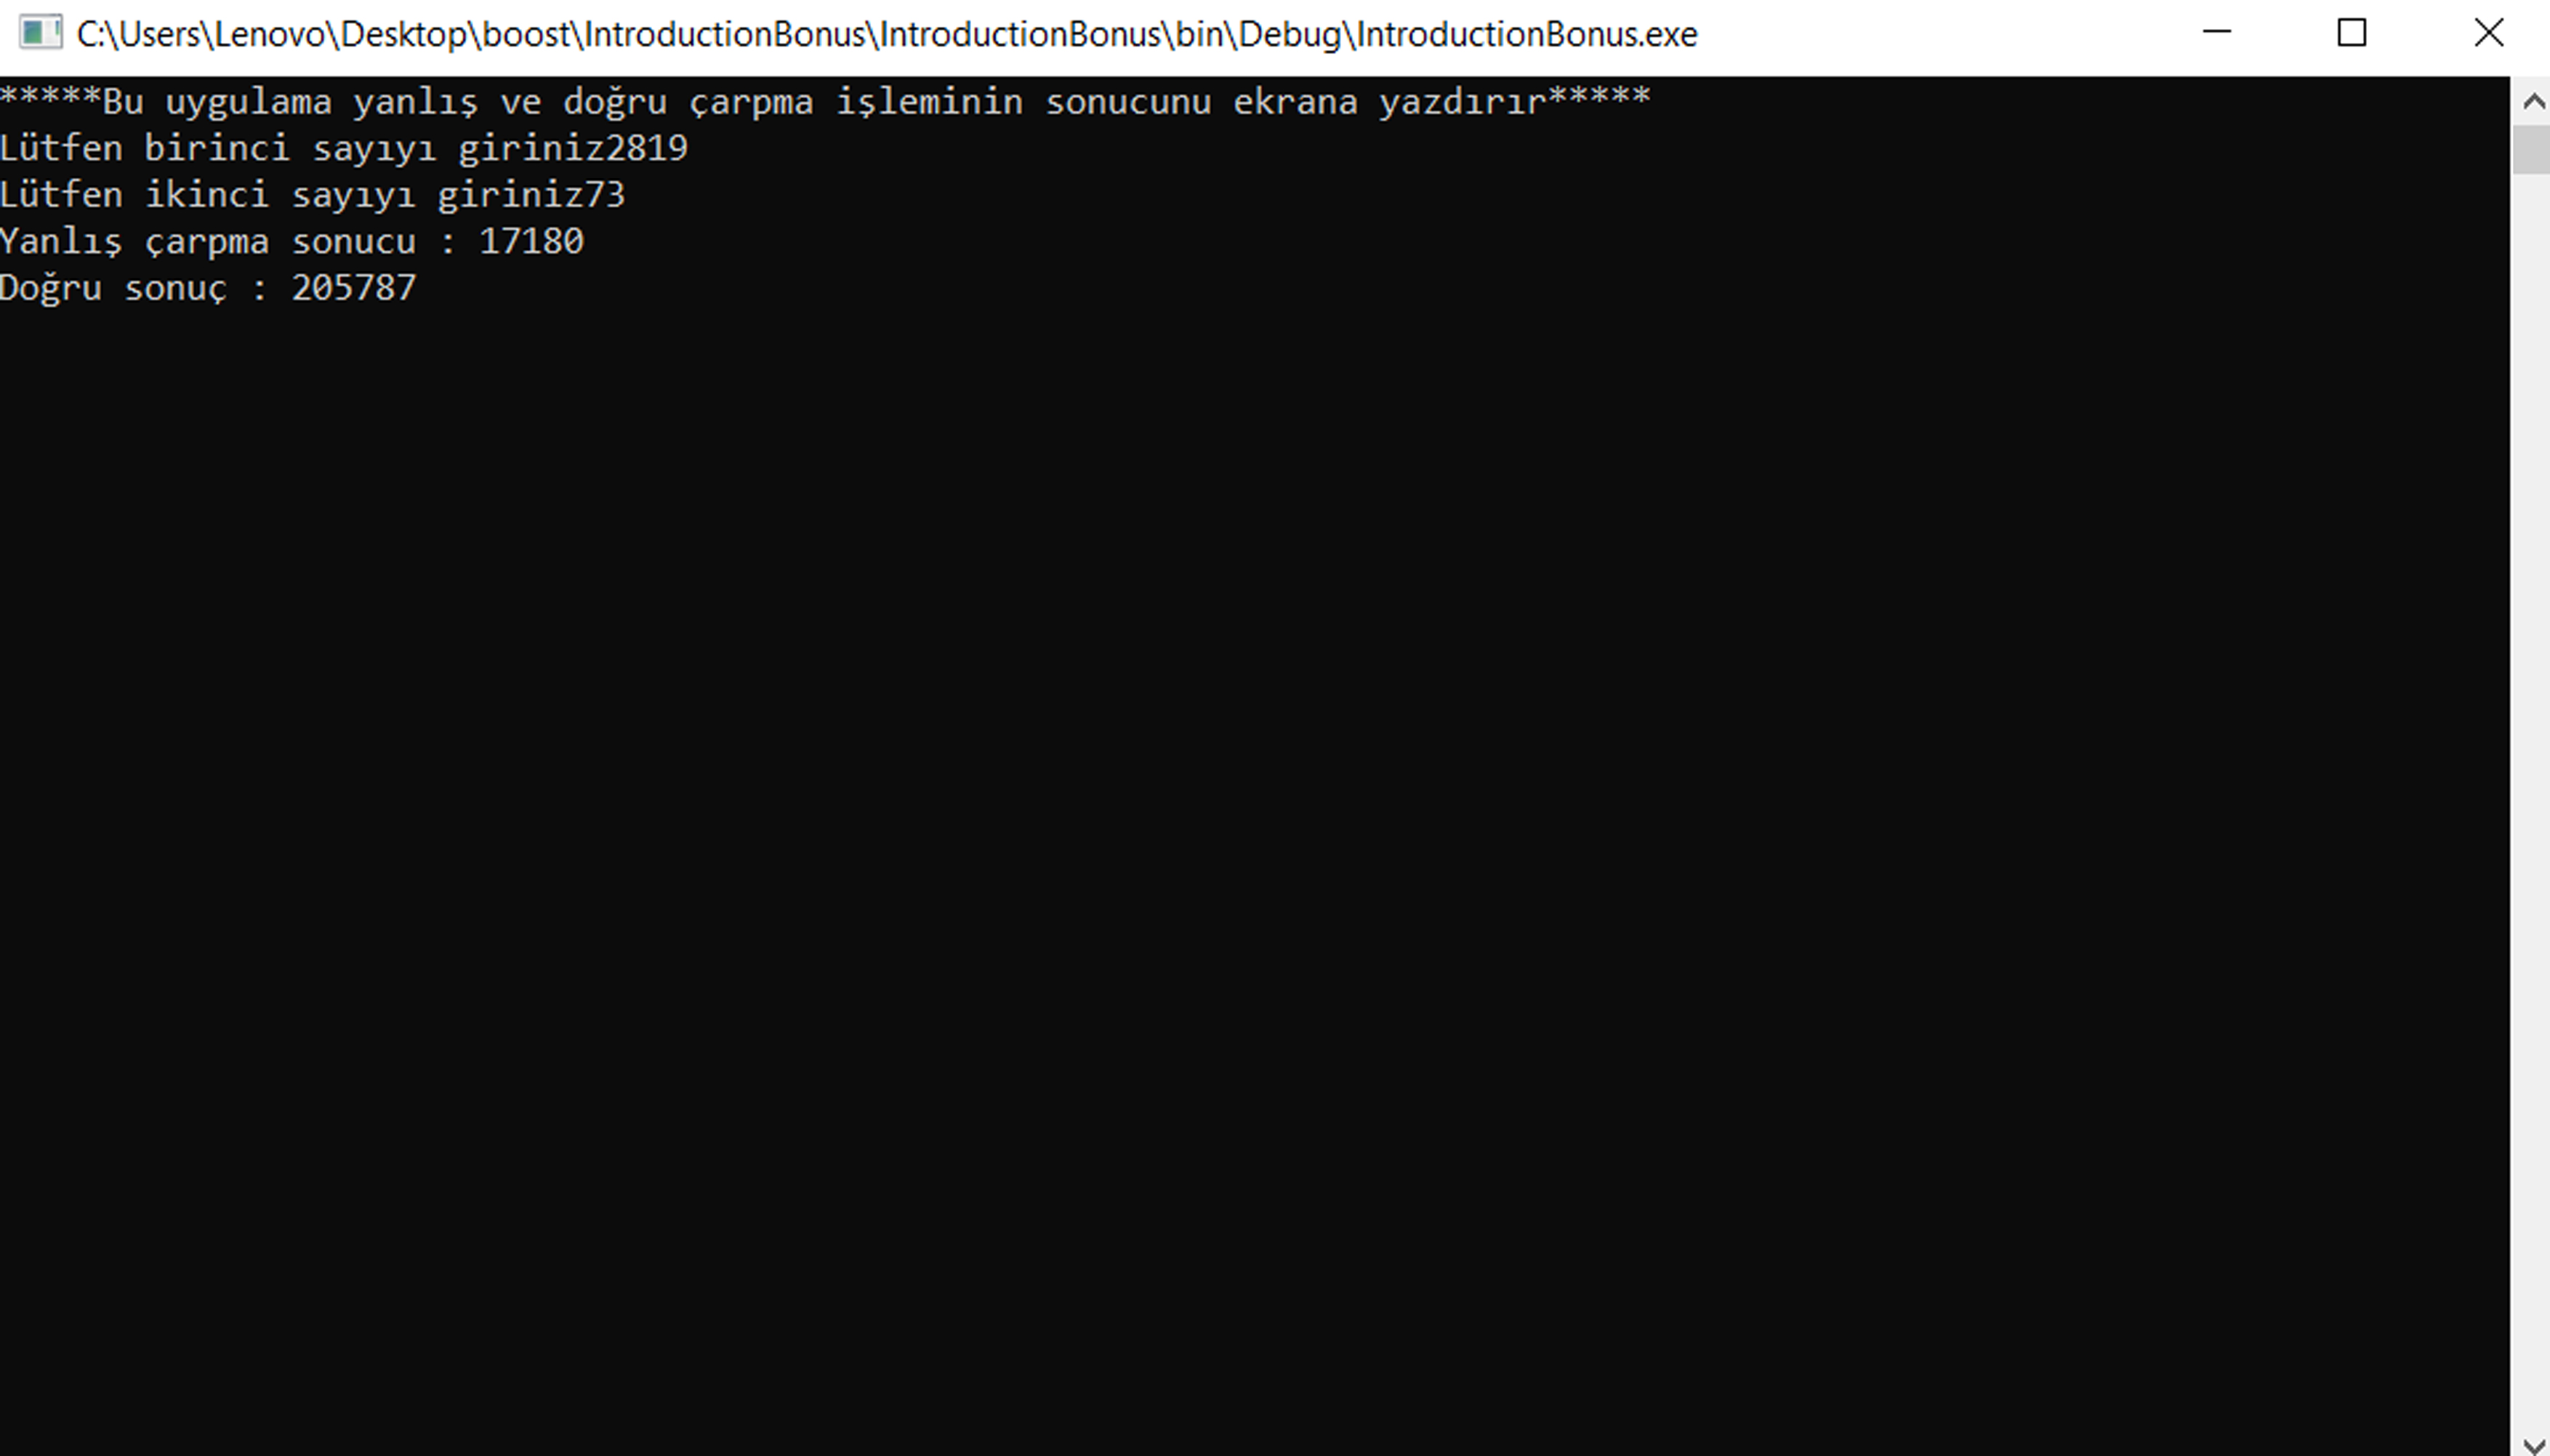 C:\Users\Lenovo\Desktop\boost\IntroductionBonus\IntroductionBonus\bin\Debug\IntroductionBonus.exe
*****Bu uygulama yanlış ve doğru çarpma işleminin sonucunu ekrana yazdırır*****
Lütfen birinci sayıyı giriniz2819
Lütfen ikinci sayıyı giriniz73
Yanlış çarpma sonucu : 17180
Doğru sonuç : 205787